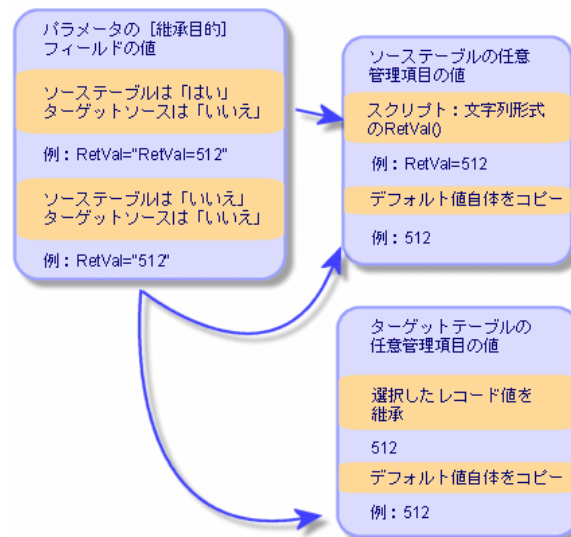 パラメータの［継承目的］
フィールドの値
ソーステーブルは「はい」
ターゲットソースは「いいえ」
例：RetVal="RetVal=512"
ソーステーブルは「いいえ」
ターゲットソースは「いいえ」
例：RetVal="512"
ソーステーブルの任意
管理項目の値
スクリプト：文字列形式
のRetVal()
例：RetVal=512
デフォルト値自体をコピー
例：512
ターゲットテーブルの
任意管理項目の値
選択したレコード値を
継承
512
デフォルト値自体をコピー
例：512